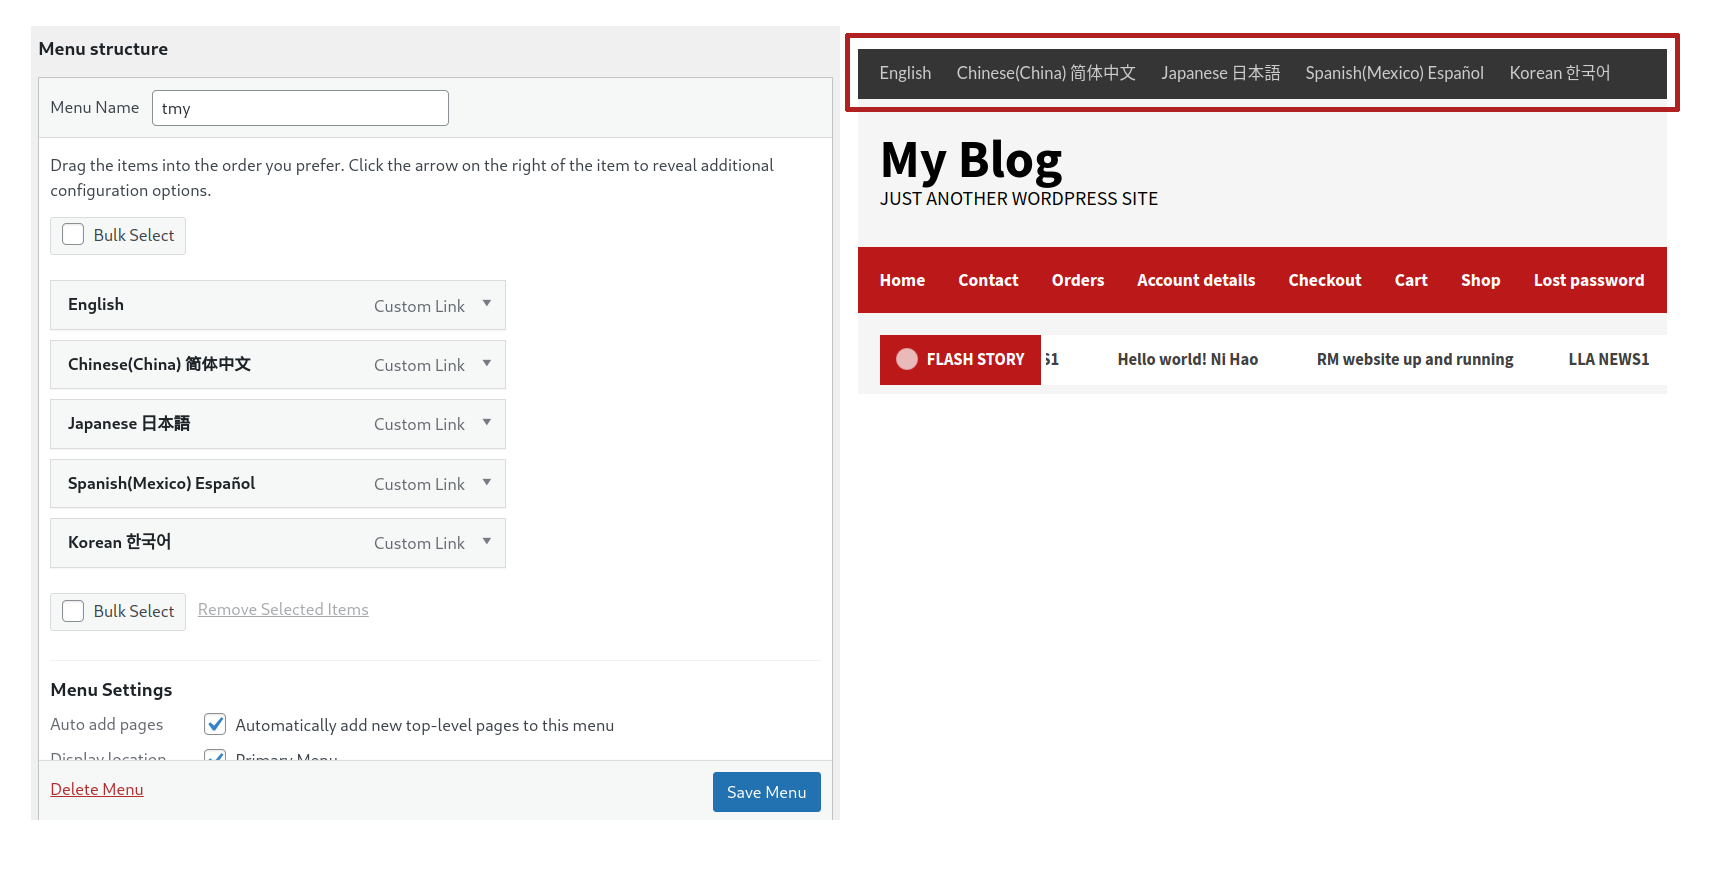 Menu structure
Menu Name tmy
Drag the items into the order you prefer. Click the arrow on the right of the item to reveal additional
configuration options.
Bulk Select
English Custom Link
Chinese(China) 简体中文 Custom Link
Japanese 日本語 Custom Link
Spanish(Mexico) Español Custom Link
Korean 한국어 Custom Link
Bulk Select Remove Selected Items
Menu Settings
Auto add pages Automatically add new top-level pages to this menu
Display location Primary Menu
Delete Menu Save Menu
English Chinese(China) 简体中文 Japanese 日本語 Spanish(Mexico) Español Korean 한국어
My Blog
JUST ANOTHER WORDPRESS SITE
Home Contact Orders Account details Checkout Cart Shop Lost password
FLASH STORY S1 Hello world! Ni Hao RM website up and running LLA NEWS1